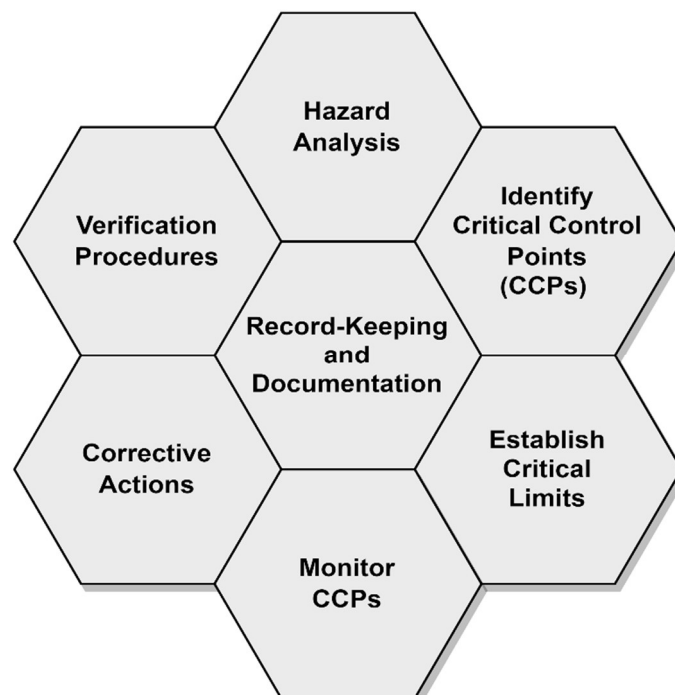 Hazard
Analysis
Identify
Critical Control
Points
(CCPs)
Establish
Critical
Limits
Monitor
CCPs
Corrective
Actions
Verification
Procedures
Record-Keeping
and
Documentation